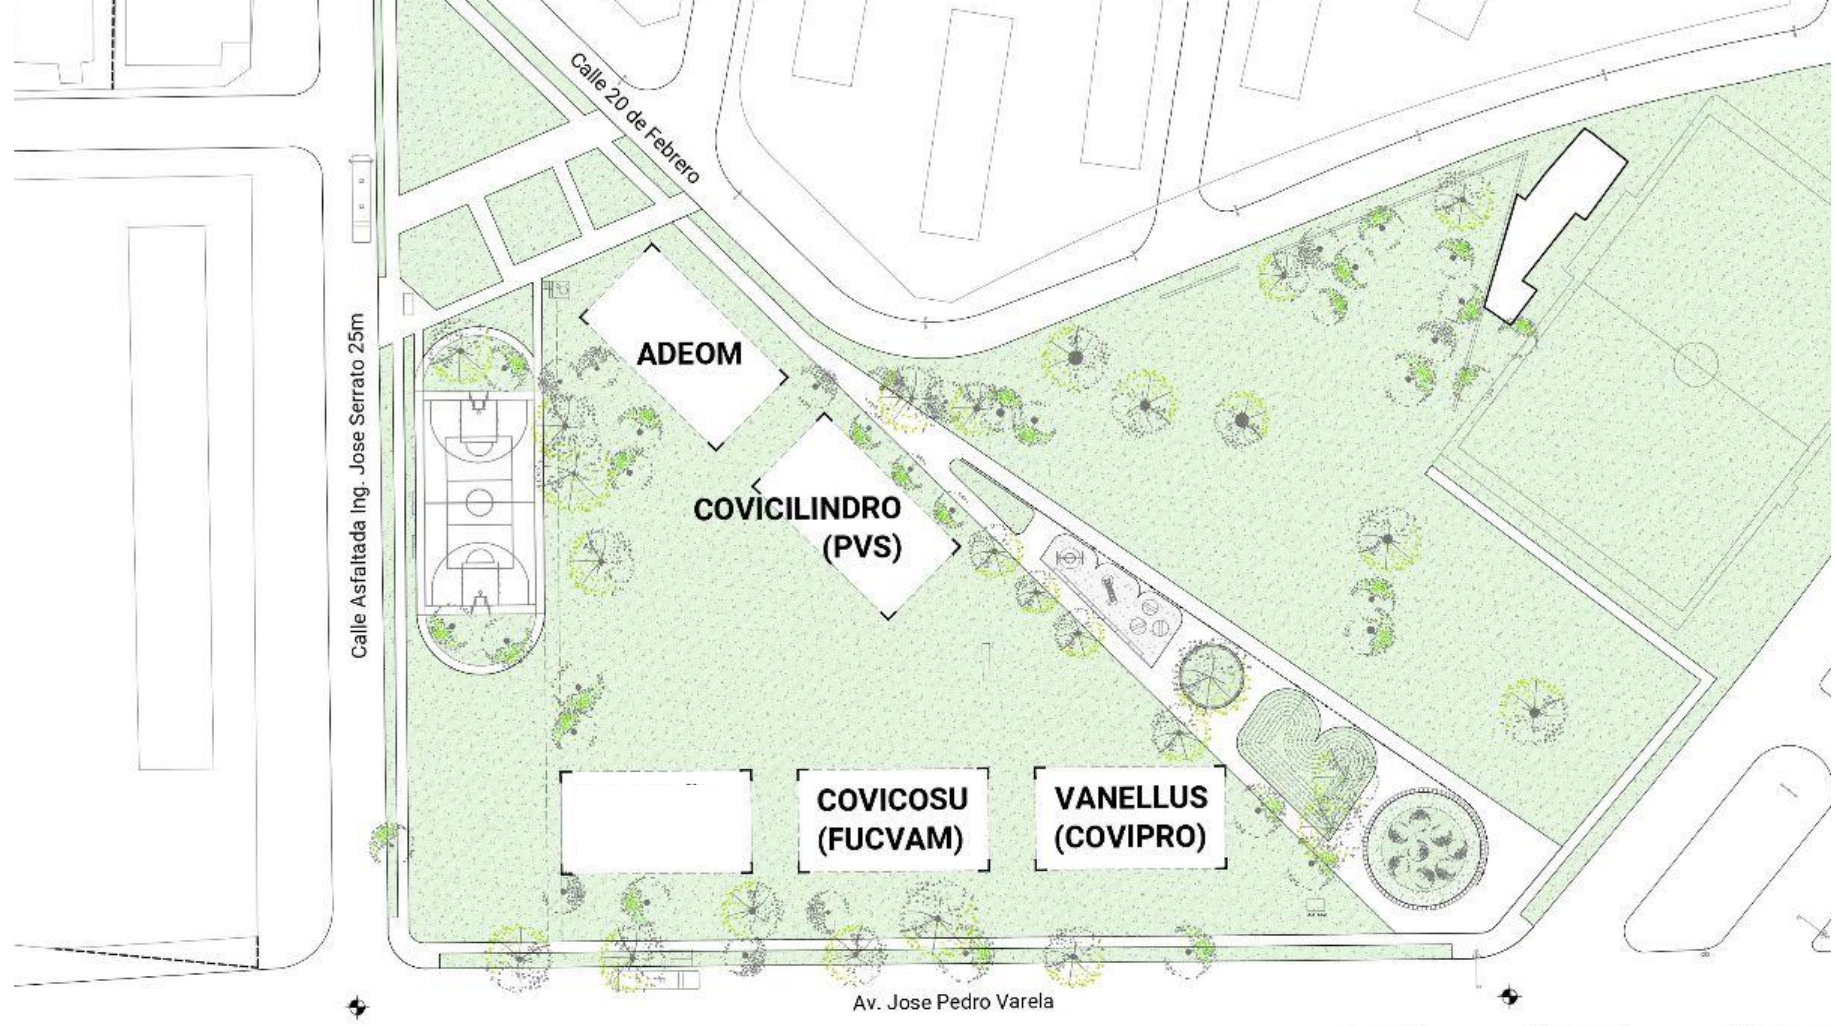 Calle 20 de Febrero
Calle Asfaltada Ing. Jose Serrato 25m
ADEOM
COVICILINDRO
(PVS)
COVICOSU
(FUCVAM)
VANELLUS
(COVIPRO)
Av. Jose Pedro Varela